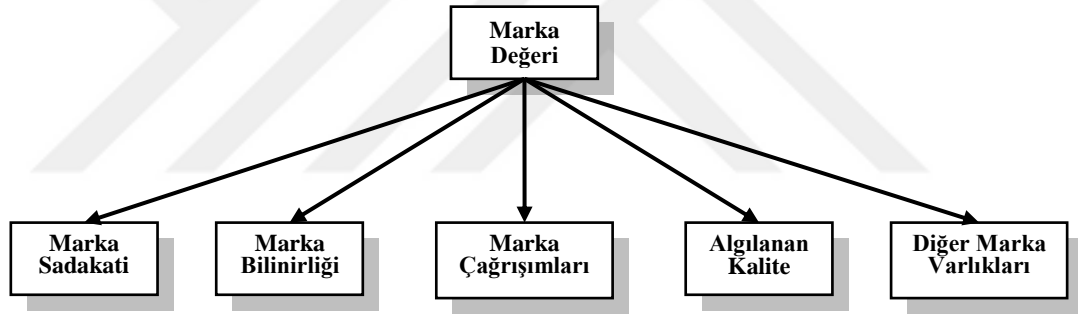 Marka
Değeri
Marka
Sadakati
Marka
Bilinirliği
Marka
Çağrışımları
Algılanan
Kalite
Diğer Marka
Varlıkları